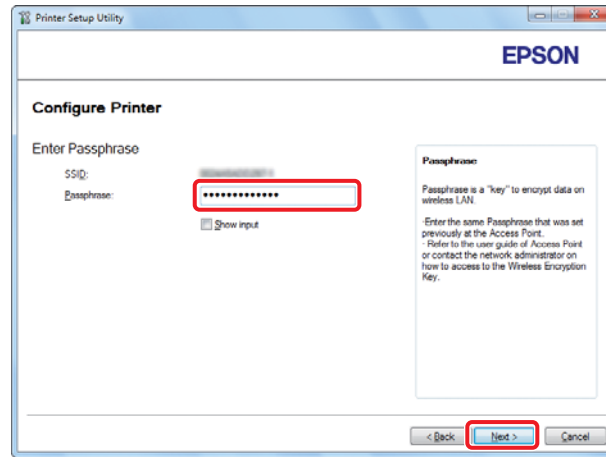 Printer Setup Utility
EPSON
Configure Printer
Enter Passphrase
SSID:
Passphrase: •••••••••••••
Show input
Passphrase
Passphrase is a "key" to encrypt data on
wireless LAN.
-Enter the same Passphrase that was set
previously at the Access Point.
- Refer to the user guide of Access Point
or contact the network administrator on
how to access to the Wireless Encryption
Key.
< Back Next > Cancel